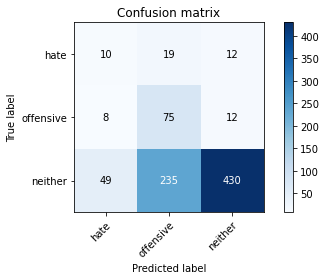 Confusion matrix
True label
hate 10 19 12
offensive 8 75 12
neither 49 235 430
hate offensive neither
Predicted label
400
350
300
250
200
150
100
50